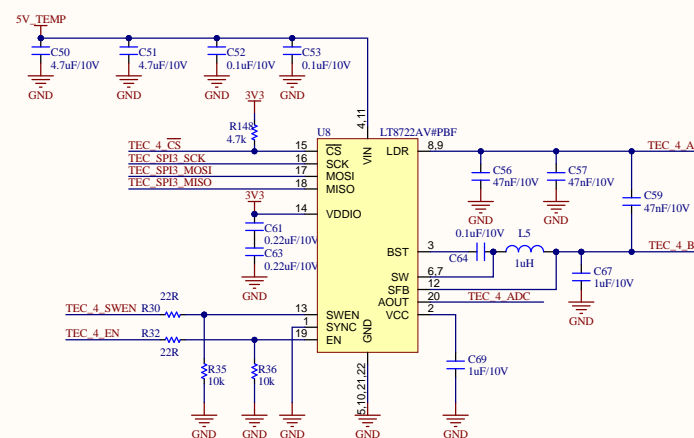 5V_TEMP
C50
4.7uF/10V
C51
4.7uF/10V
C52
0.1uF/10V
C53
0.1uF/10V
GND
GND
GND
GND
3V3
R148
4.7k
U8
4,11
LT8722AV#PBF
TEC_4_CS
15
CS
VIN
LDR
8,9
TEC_4_A
TEC_SPI3_SCK
16
SCK
TEC_SPI3_MOSI
17
MOSI
TEC_SPI3_MISO
18
MISO
C56
47nF/10V
C57
47nF/10V
C59
47nF/10V
GND
GND
3V3
14
VDDIO
C61
0.22uF/10V
C63
0.22uF/10V
GND
BST
3
0.1uF/10V
C64
L5
1uH
TEC_4_B
SW
6,7
SFB
12
AOUT
20
TEC_4_ADC
VCC
2
C67
1uF/10V
GND
TEC_4_SWEN
R30
22R
13
SWEN
1
SYNC
TEC_4_EN
R32
22R
19
EN
GND
5,10,21,22
R35
10k
R36
10k
C69
1uF/10V
GND
GND
GND
GND
GND